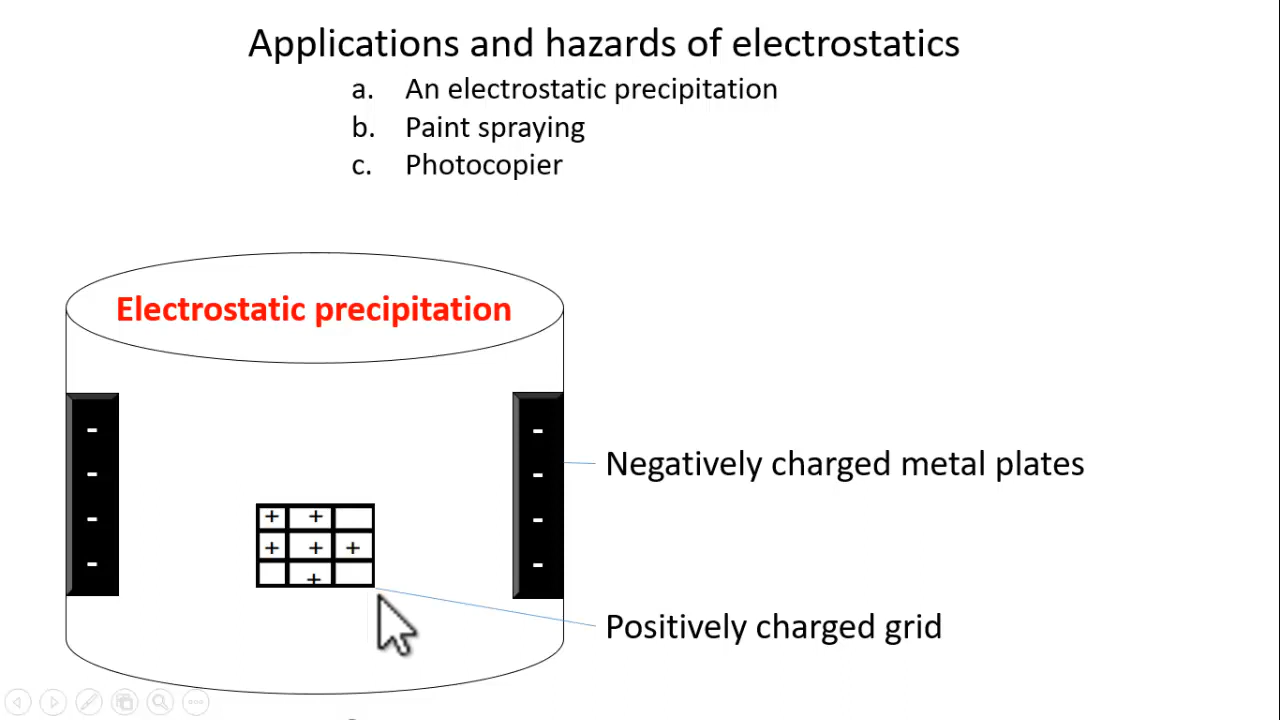 Applications and hazards of electrostatics
a. An electrostatic precipitation
b. Paint spraying
c. Photocopier
Electrostatic precipitation
- -
- -
- -
- -
Negatively charged metal plates
+ +
+ + +
+
Positively charged grid